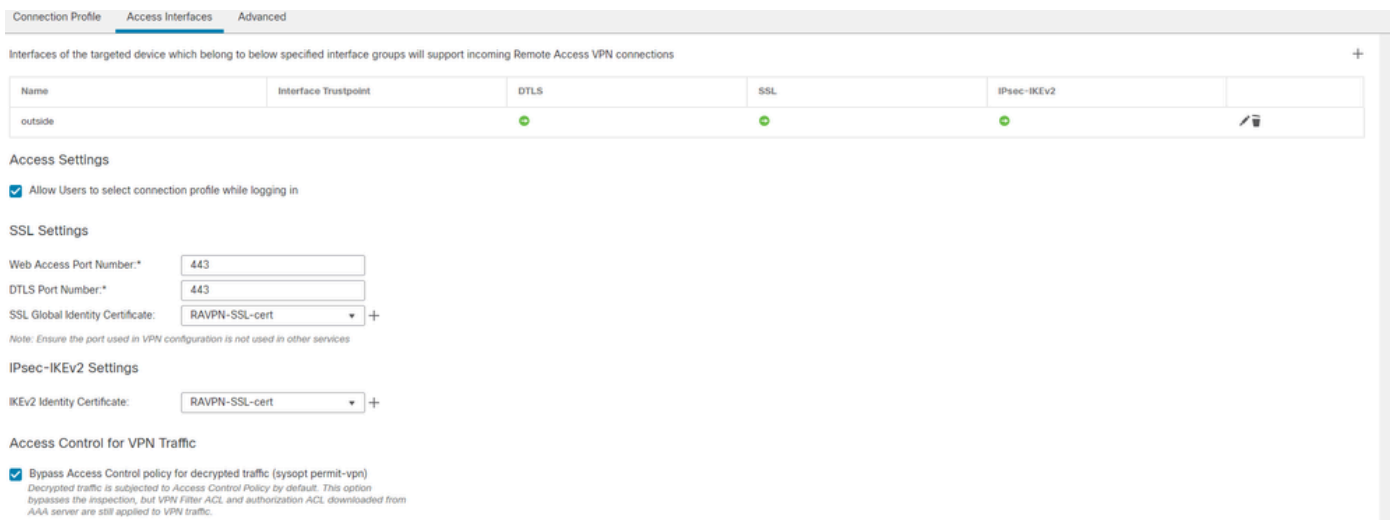 Connection Profile Access Interfaces Advanced
Interfaces of the targeted device which belong to below specified interface groups will support incoming Remote Access VPN connections
Name Interface Trustpoint DTLS SSL IPsec-IKEv2
outside
Access Settings
Allow Users to select connection profile while logging in
SSL Settings
Web Access Port Number:* 443
DTLS Port Number:* 443
SSL Global Identity Certificate: RAVPN-SSL-cert
Note: Ensure the port used in VPN configuration is not used in other services
IPsec-IKEv2 Settings
IKEv2 Identity Certificate: RAVPN-SSL-cert
Access Control for VPN Traffic
Bypass Access Control policy for decrypted traffic (sysopt permit-vpn)
Decrypted traffic is subjected to Access Control Policy by default. This option
bypasses the inspection, but VPN Filter ACL and authorization ACL downloaded from
AAA server are still applied to VPN traffic.